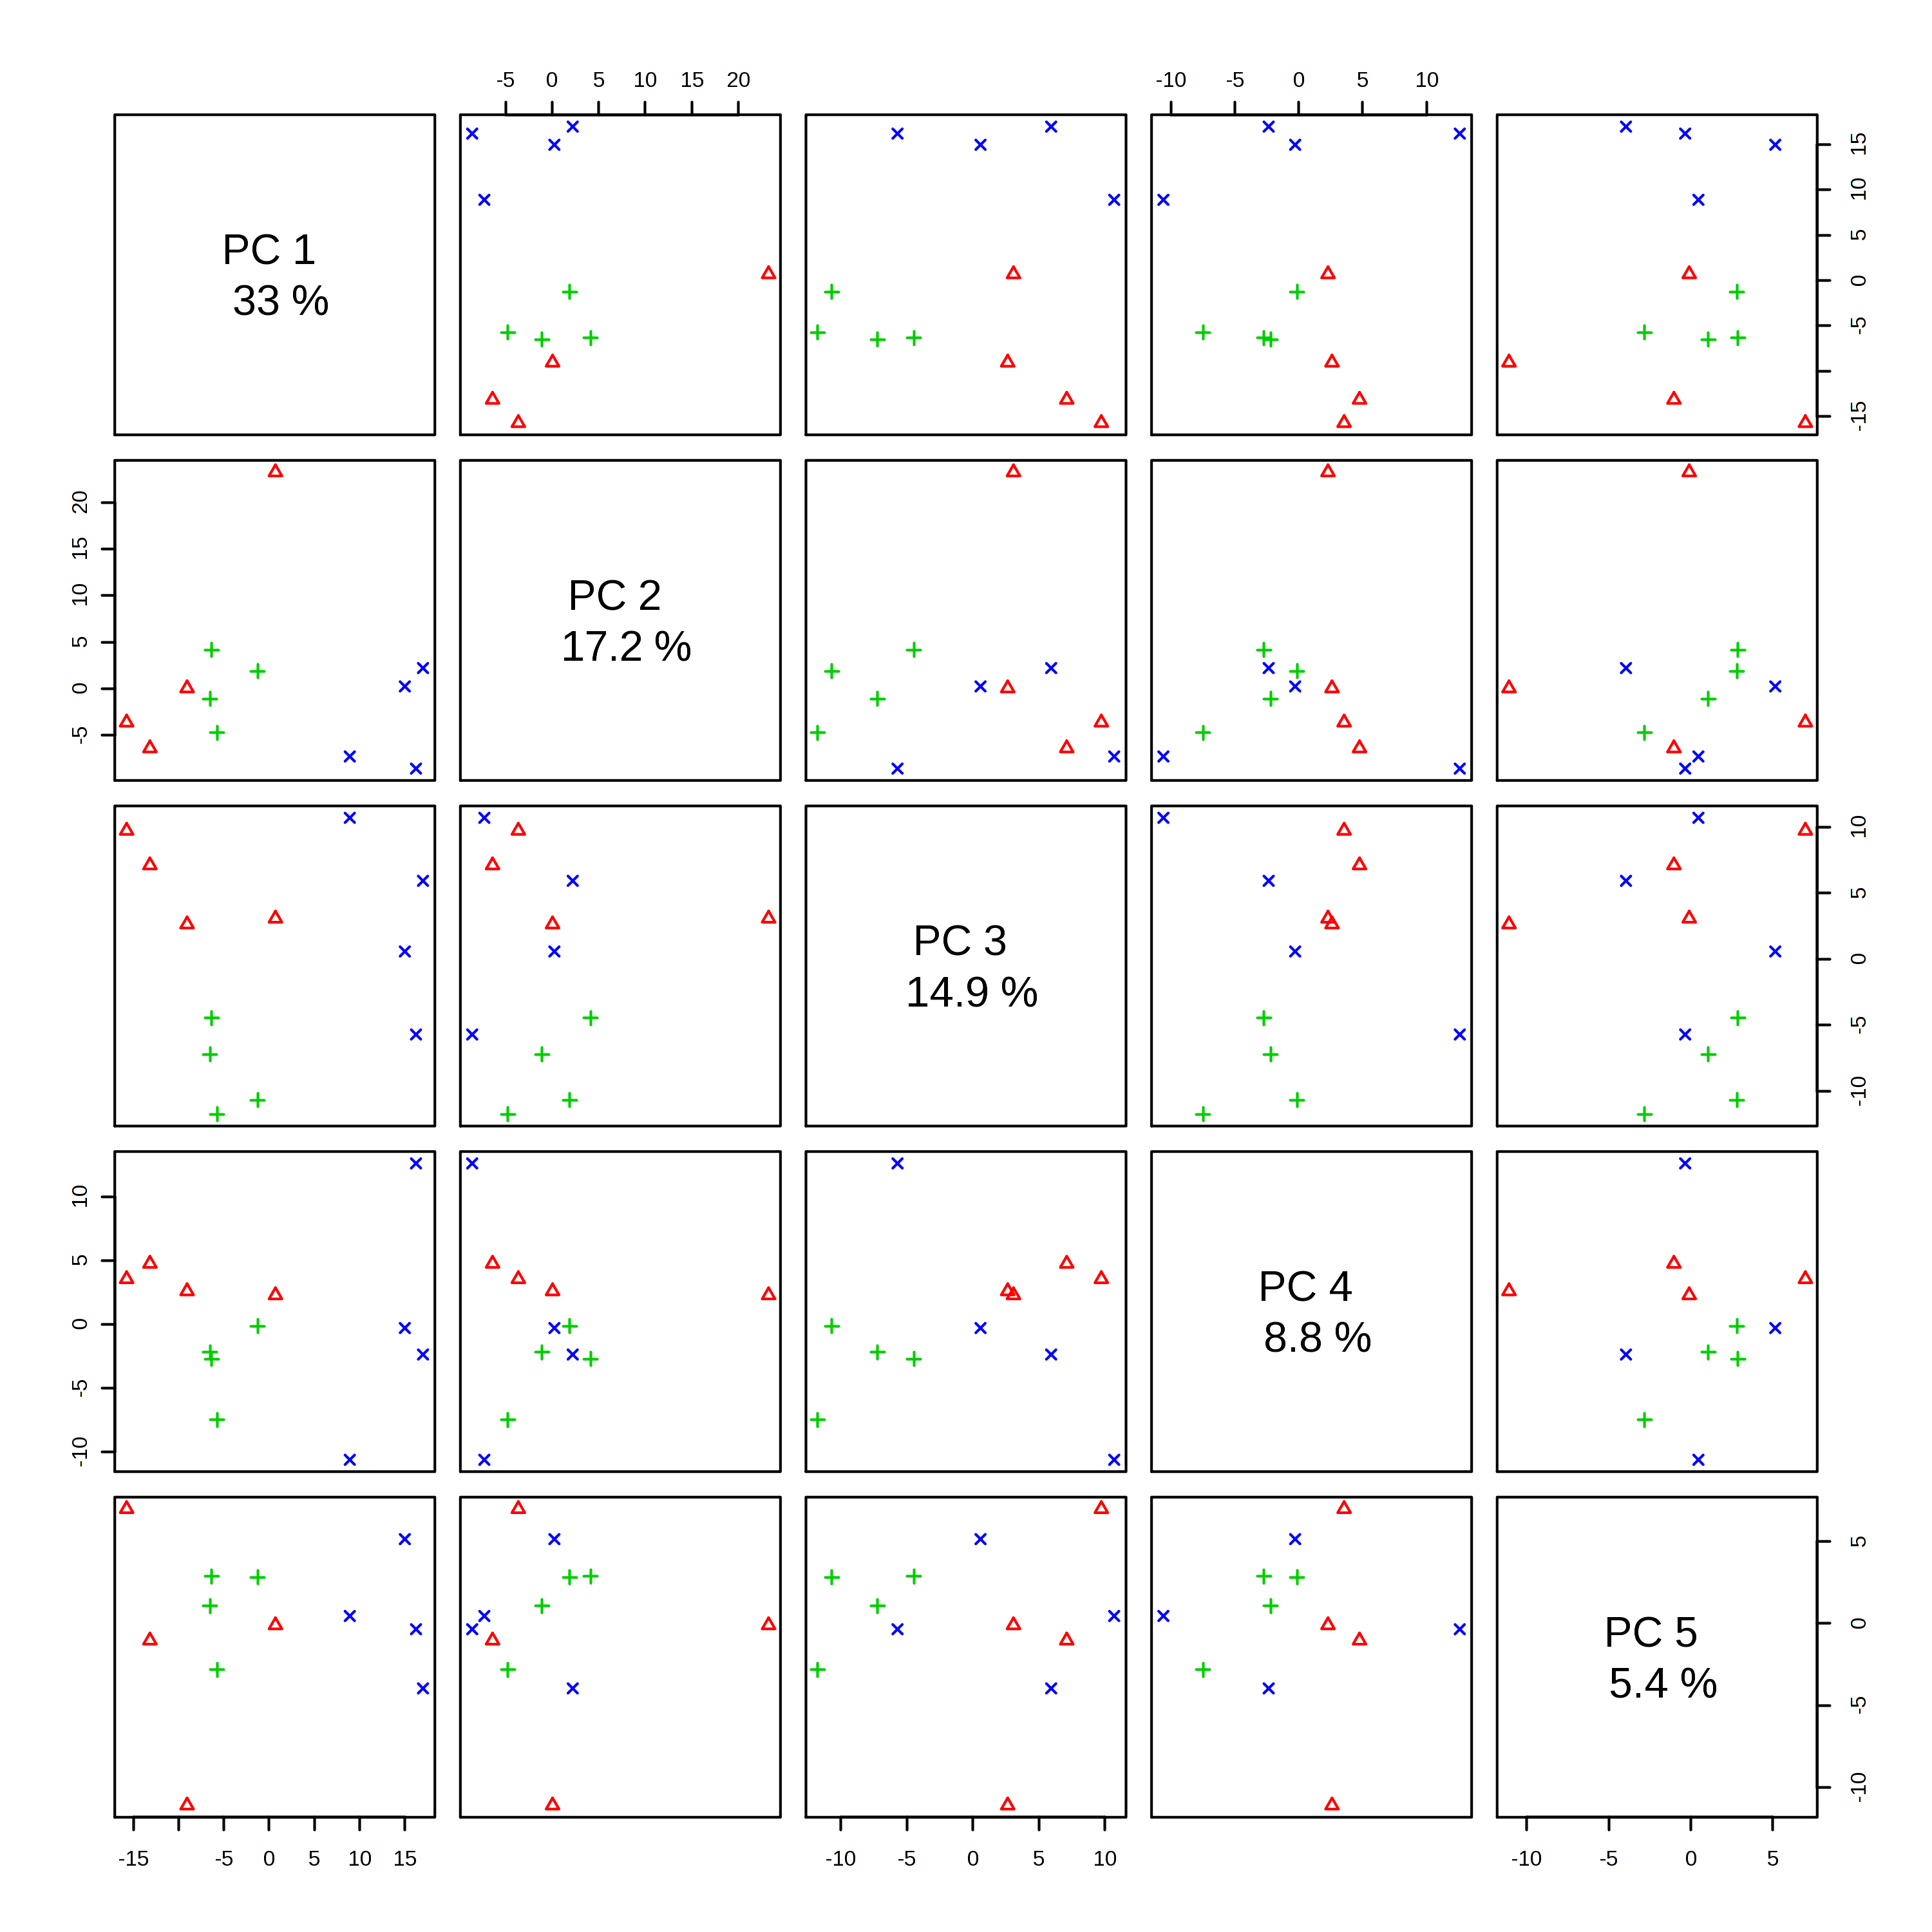 -5 0 5 10 15 20
-10 -5 0 5 10
PC 1
33 %
-15 -5 0 5 10 15
-5 0 5 10 15 20
PC 2
17.2 %
PC 3
14.9 %
-10 -5 0 5 10
-10 -5 0 5 10
PC 4
8.8 %
PC 5
5.4 %
-10 -5 0 5
-15 -5 0 5 10 15
-10 -5 0 5 10
-10 -5 0 5